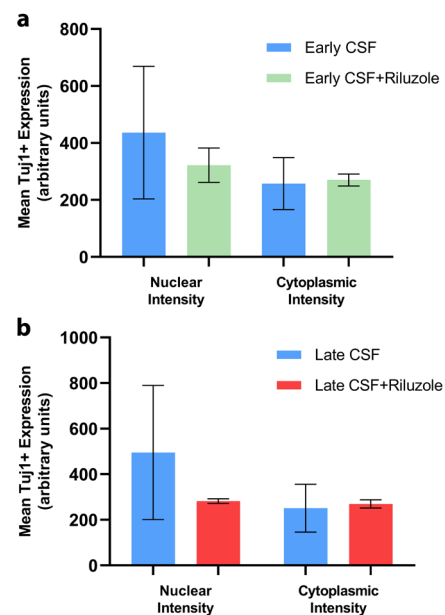 a
Mean Tuj1+ Expression
(arbitrary units)
800
600
400
200
0
Early CSF
Early CSF+Riluzole
Nuclear
Intensity
Cytoplasmic
Intensity
b
Mean Tuj1+ Expression
(arbitrary units)
1000
800
600
400
200
0
Late CSF
Late CSF+Riluzole
Nuclear
Intensity
Cytoplasmic
Intensity